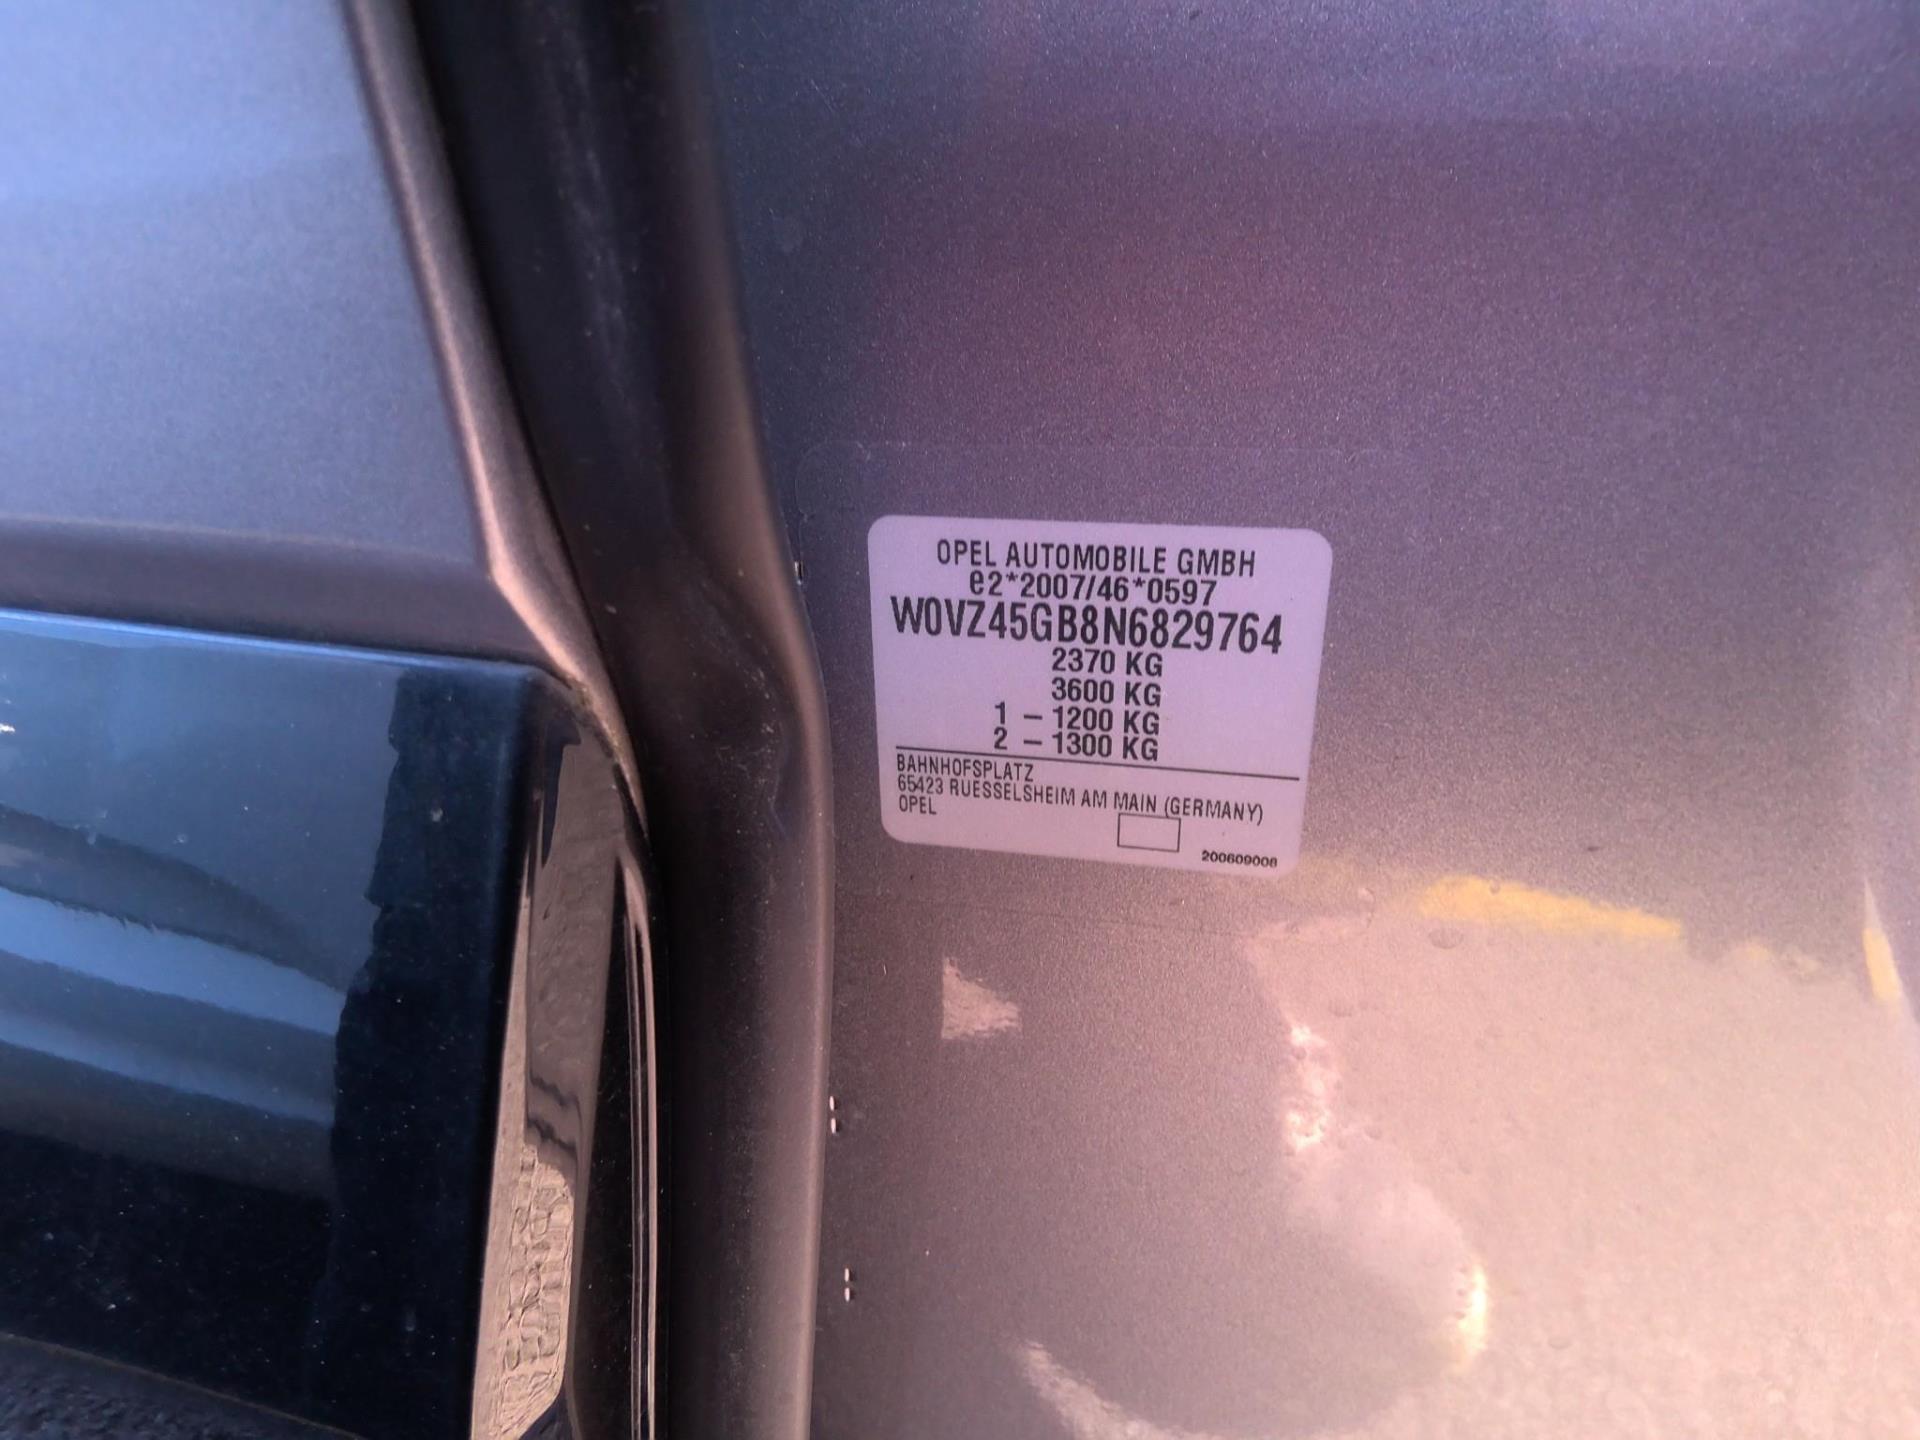 OPEL AUTOMOBILE GMBH
e2*2007/46*0597
W0VZ45GB8N6829764
2370 KG
3600 KG
1 - 1200 KG
2 - 1300 KG
BAHNHOFSPLATZ
65423 RUESSELSHEIM AM MAIN (GERMANY)
OPEL
200609008